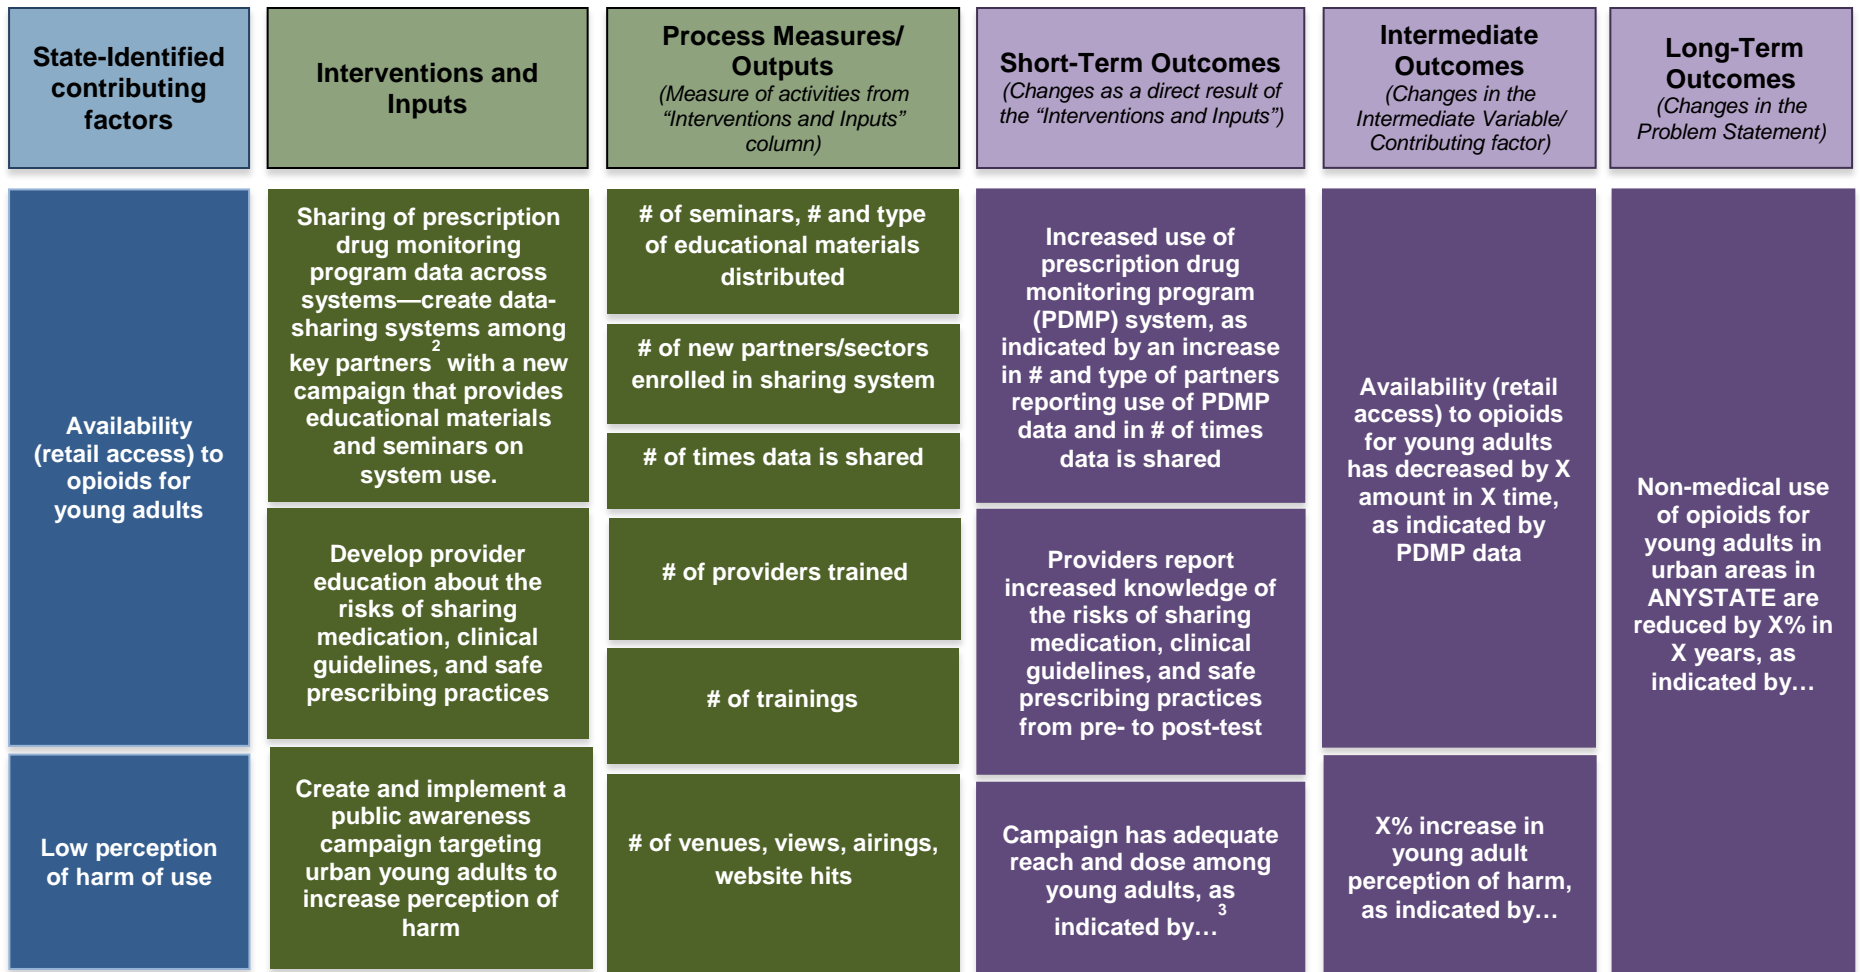 State-Identified
contributing
factors
Interventions and
Inputs
Process Measures/
Outputs
(Measure of activities from
“Interventions and Inputs”
column)
Short-Term Outcomes
(Changes as a direct result of
the “Interventions and Inputs”)
Intermediate
Outcomes
(Changes in the
Intermediate Variable/
Contributing factor)
Long-Term
Outcomes
(Changes in the
Problem Statement)
Availability
(retail access) to
opioids for
young adults
Sharing of prescription
drug monitoring
program data across
systems—create data-
sharing systems among
key partners2 with a new
campaign that provides
educational materials
and seminars on
system use.
# of seminars, # and type
of educational materials
distributed
# of new partners/sectors
enrolled in sharing system
# of times data is shared
Increased use of
prescription drug
monitoring program
(PDMP) system, as
indicated by an increase
in # and type of partners
reporting use of PDMP
data and in # of times
data is shared
Availability (retail
access) to opioids
for young adults
has decreased by X
amount in X time,
as indicated by
PDMP data
Non-medical use
of opioids for
young adults in
urban areas in
ANYSTATE are
reduced by X% in
X years, as
indicated by…
Develop provider
education about the
risks of sharing
medication, clinical
guidelines, and safe
prescribing practices
# of providers trained
# of trainings
Providers report
increased knowledge of
the risks of sharing
medication, clinical
guidelines, and safe
prescribing practices
from pre- to post-test
Low perception
of harm of use
Create and implement a
public awareness
campaign targeting
urban young adults to
increase perception of
harm
# of venues, views, airings,
website hits
Campaign has adequate
reach and dose among
young adults, as
indicated by…3
X% increase in
young adult
perception of harm,
as indicated by…